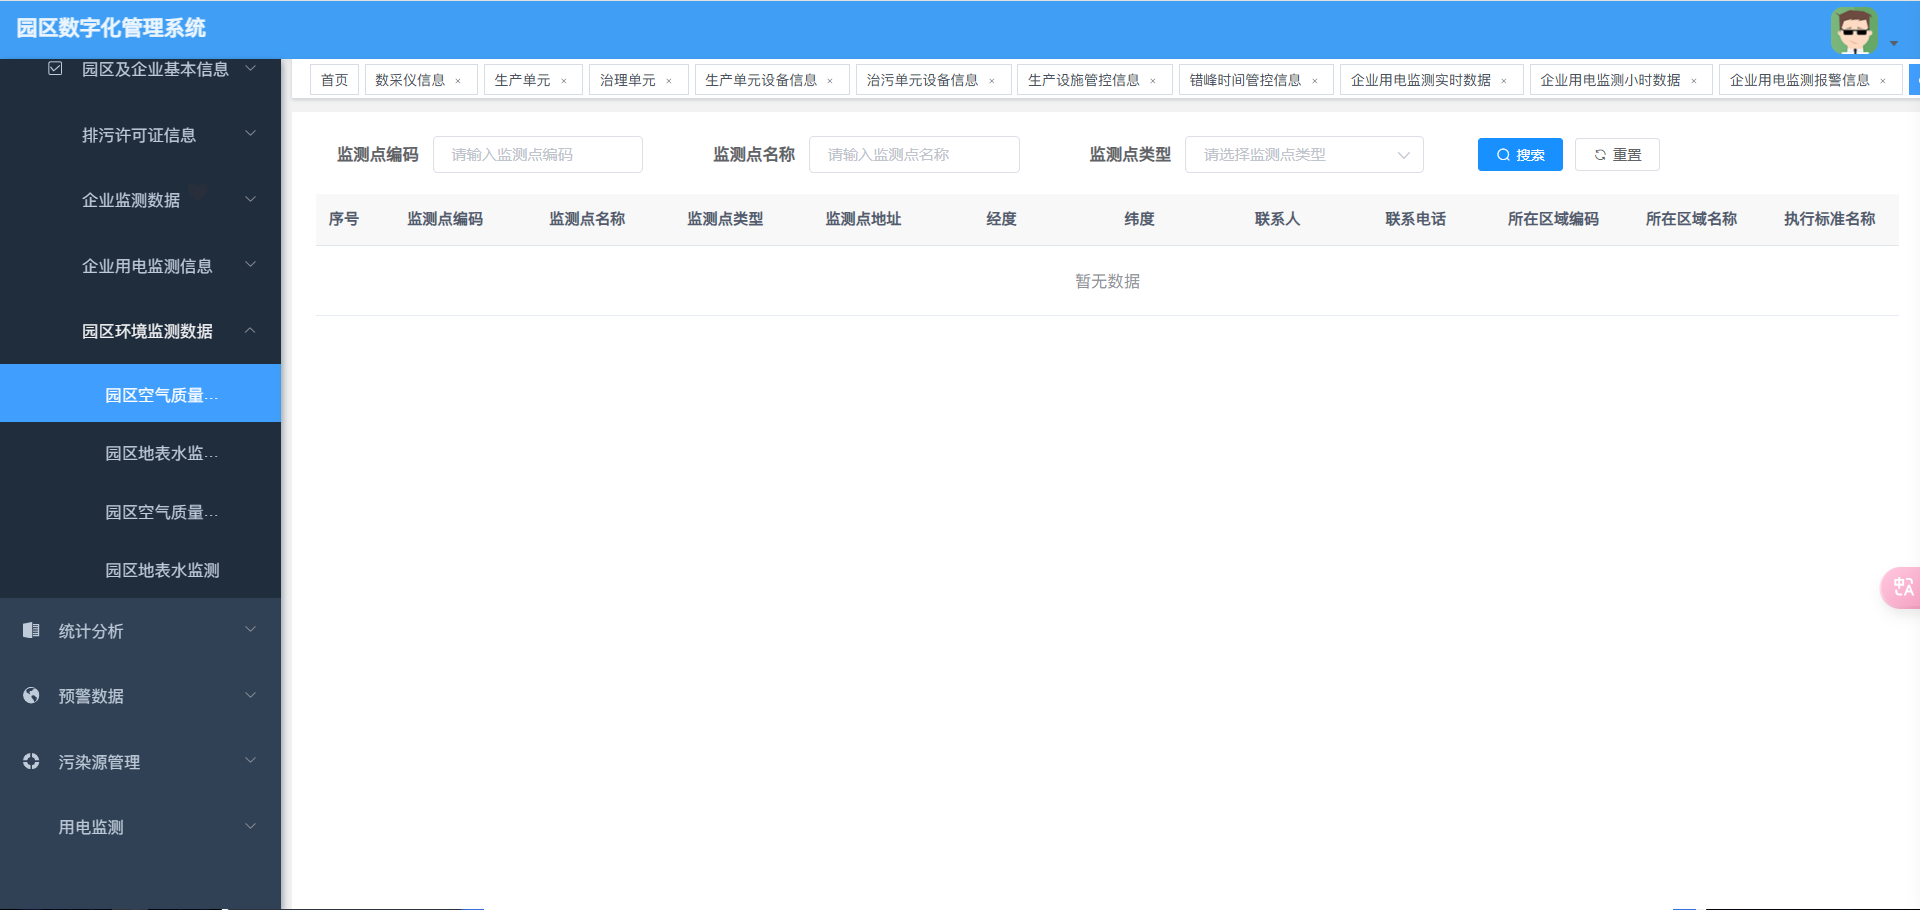 园区数字化管理系统
园区及企业基本信息
排污许可证信息
企业监测数据
企业用电监测信息
园区环境监测数据
园区空气质量...
园区地表水监...
园区空气质量...
园区地表水监测
统计分析
预警数据
污染源管理
用电监测
首页 数采仪信息 × 生产单元 × 治理单元 × 生产单元设备信息 × 治污单元设备信息 × 生产设施管控信息 × 错峰时间管控信息 × 企业用电监测实时数据 × 企业用电监测小时数据 × 企业用电监测报警信息 ×
监测点编码 请输入监测点编码 监测点名称 请输入监测点名称 监测点类型 请选择监测点类型 搜索 重置
序号 监测点编码 监测点名称 监测点类型 监测点地址 经度 纬度 联系人 联系电话 所在区域编码 所在区域名称 执行标准名称
暂无数据
中A